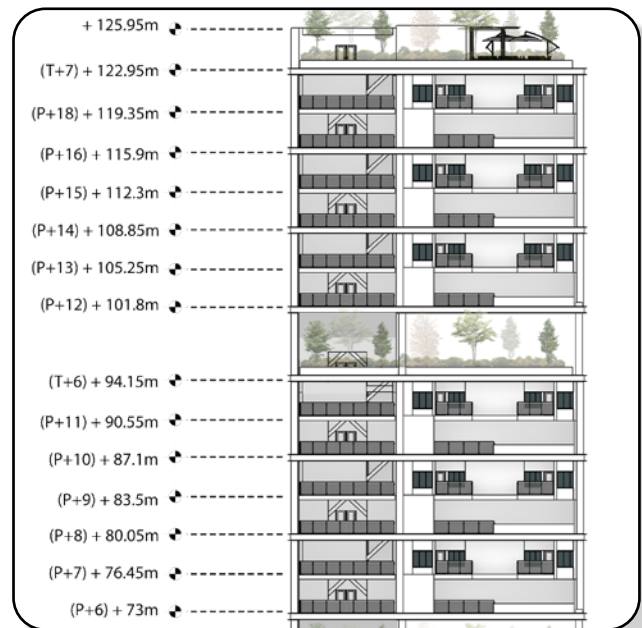 + 125.95m
(T+7) + 122.95m
(P+18) + 119.35m
(P+16) + 115.9m
(P+15) + 112.3m
(P+14) + 108.85m
(P+13) + 105.25m
(P+12) + 101.8m
(T+6) + 94.15m
(P+11) + 90.55m
(P+10) + 87.1m
(P+9) + 83.5m
(P+8) + 80.05m
(P+7) + 76.45m
(P+6) + 73m